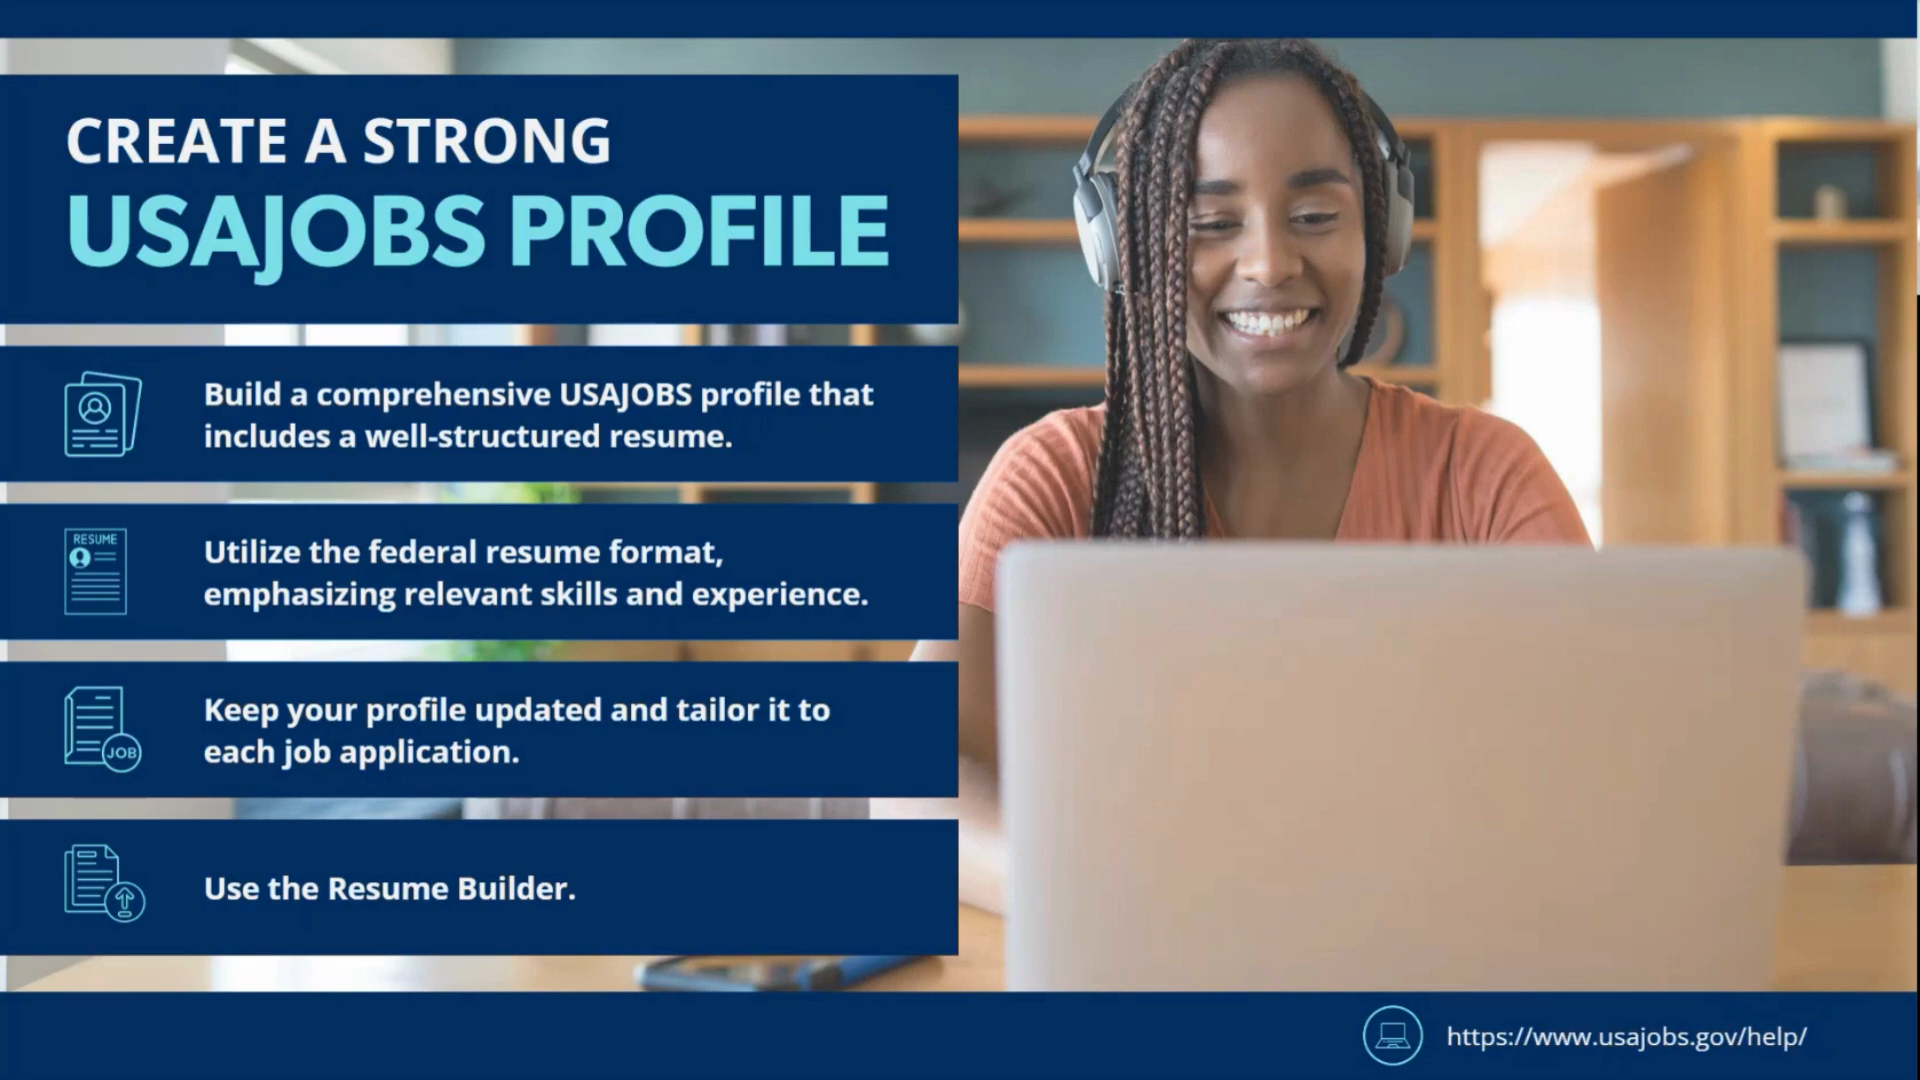 CREATE A STRONG
USAJOBS PROFILE
Build a comprehensive USAJOBS profile that
includes a well-structured resume.
RESUME
Utilize the federal resume format,
emphasizing relevant skills and experience.
Keep your profile updated and tailor it to
each job application.
JOB
Use the Resume Builder.
https://www.usajobs.gov/help/